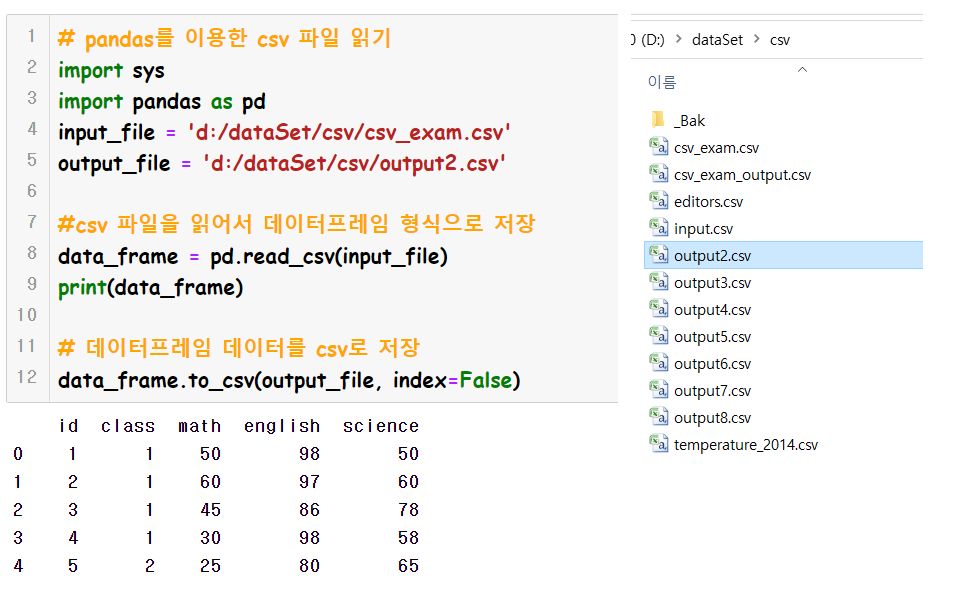 1 # pandas를 이용한 csv 파일 읽기
2 import sys
3 import pandas as pd
4 input_file = 'd:/dataSet/csv/csv_exam.csv'
5 output_file = 'd:/dataSet/csv/output2.csv'
6
7 #csv 파일을 읽어서 데이터프레임 형식으로 저장
8 data_frame = pd.read_csv(input_file)
9 print(data_frame)
10
11 # 데이터프레임 데이터를 csv로 저장
12 data_frame.to_csv(output_file, index=False)
id class math english science
0 1 1 50 98 50
1 2 1 60 97 60
2 3 1 45 86 78
3 4 1 30 98 58
4 5 2 25 80 65
(D:) > dataSet > csv
이름
_Bak
csv_exam.csv
csv_exam_output.csv
editors.csv
input.csv
output2.csv
output3.csv
output4.csv
output5.csv
output6.csv
output7.csv
output8.csv
temperature_2014.csv